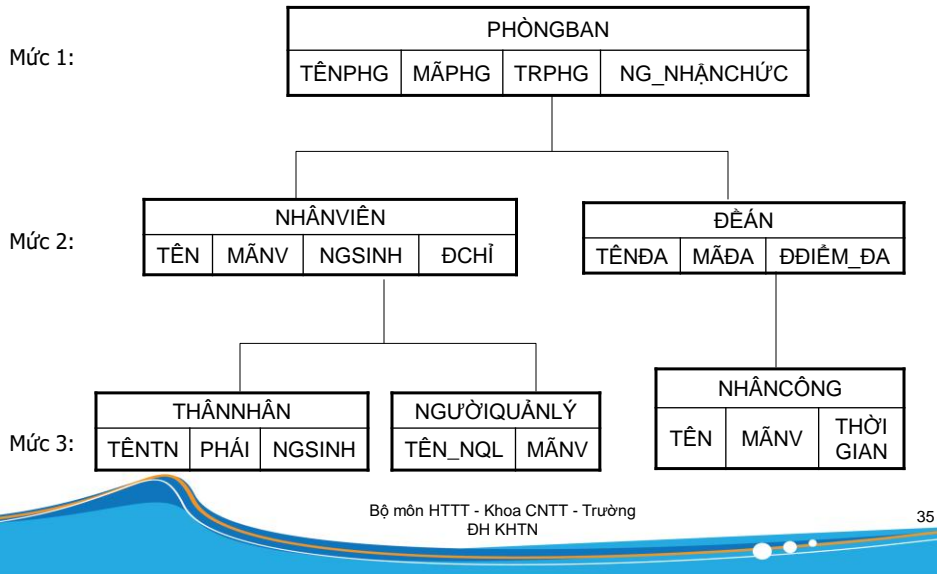 Mức 1:
PHÒNGBAN
TÊNPHG MÃPHG TRPHG NG_NHẬNCHỨC
Mức 2:
NHÂNVIÊN
TÊN MÃNV NGSINH ĐCHỈ
ĐỀÁN
TÊNĐA MÃĐA ĐĐIỂM_ĐA
Mức 3:
THÂNNHÂN
TÊNTN PHÁI NGSINH
NGƯỜIQUẢNLÝ
TÊN_NQL MÃNV
NHÂNCÔNG
TÊN MÃNV THỜI
GIAN
Bộ môn HTTT - Khoa CNTT - Trường
ĐH KHTN
35